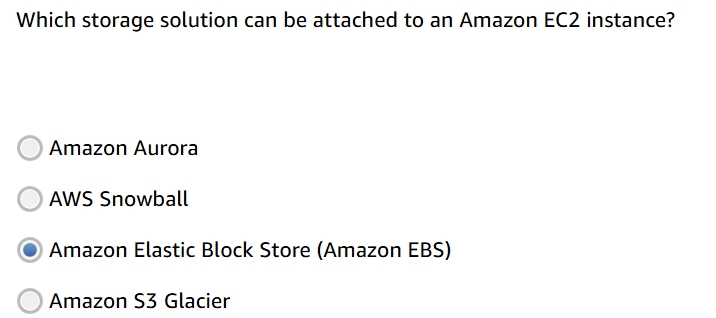 Which storage solution can be attached to an Amazon EC2 instance?
Amazon Aurora
AWS Snowball
Amazon Elastic Block Store (Amazon EBS)
Amazon S3 Glacier